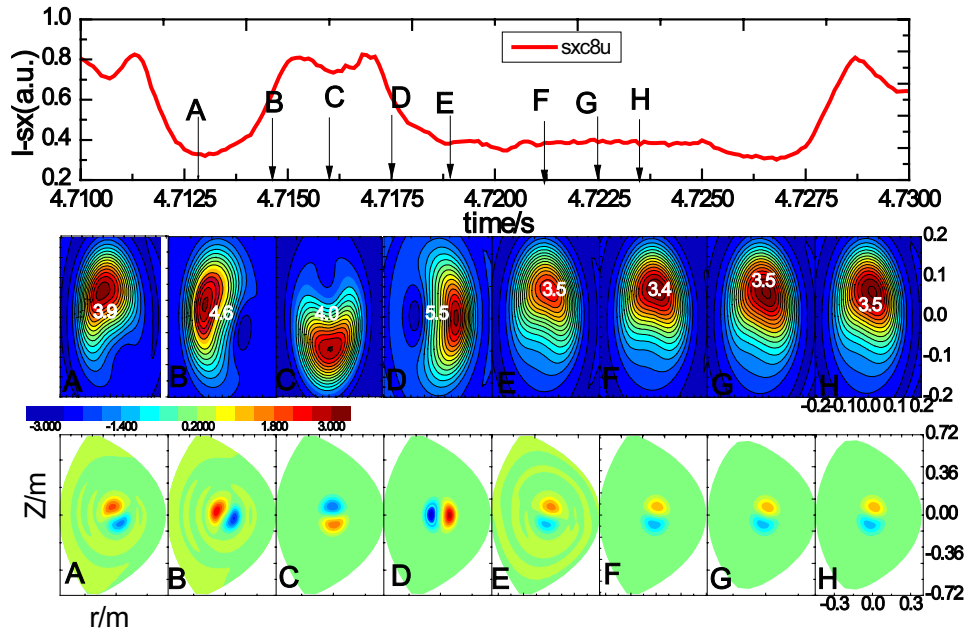 1.0
0.8
0.6
0.4
0.2
I-sx(a.u.)
sxc8u
A B C D E F G H
4.7100 4.7125 4.7150 4.7175 4.7200 4.7225 4.7250 4.7275 4.7300
time/s
3.9 4.6 4.0 5.5 3.5 3.4 3.5 3.5
A B C D E F G H
0.2
0.1
0.0
-0.1
-0.2
-0.2-0.10.0 0.1 0.2
-3.000 -1.400 0.2000 1.800 3.000
Z/m
A B C D E F G H
0.72
0.36
0.00
-0.36
-0.72
-0.3 0.0 0.3
r/m